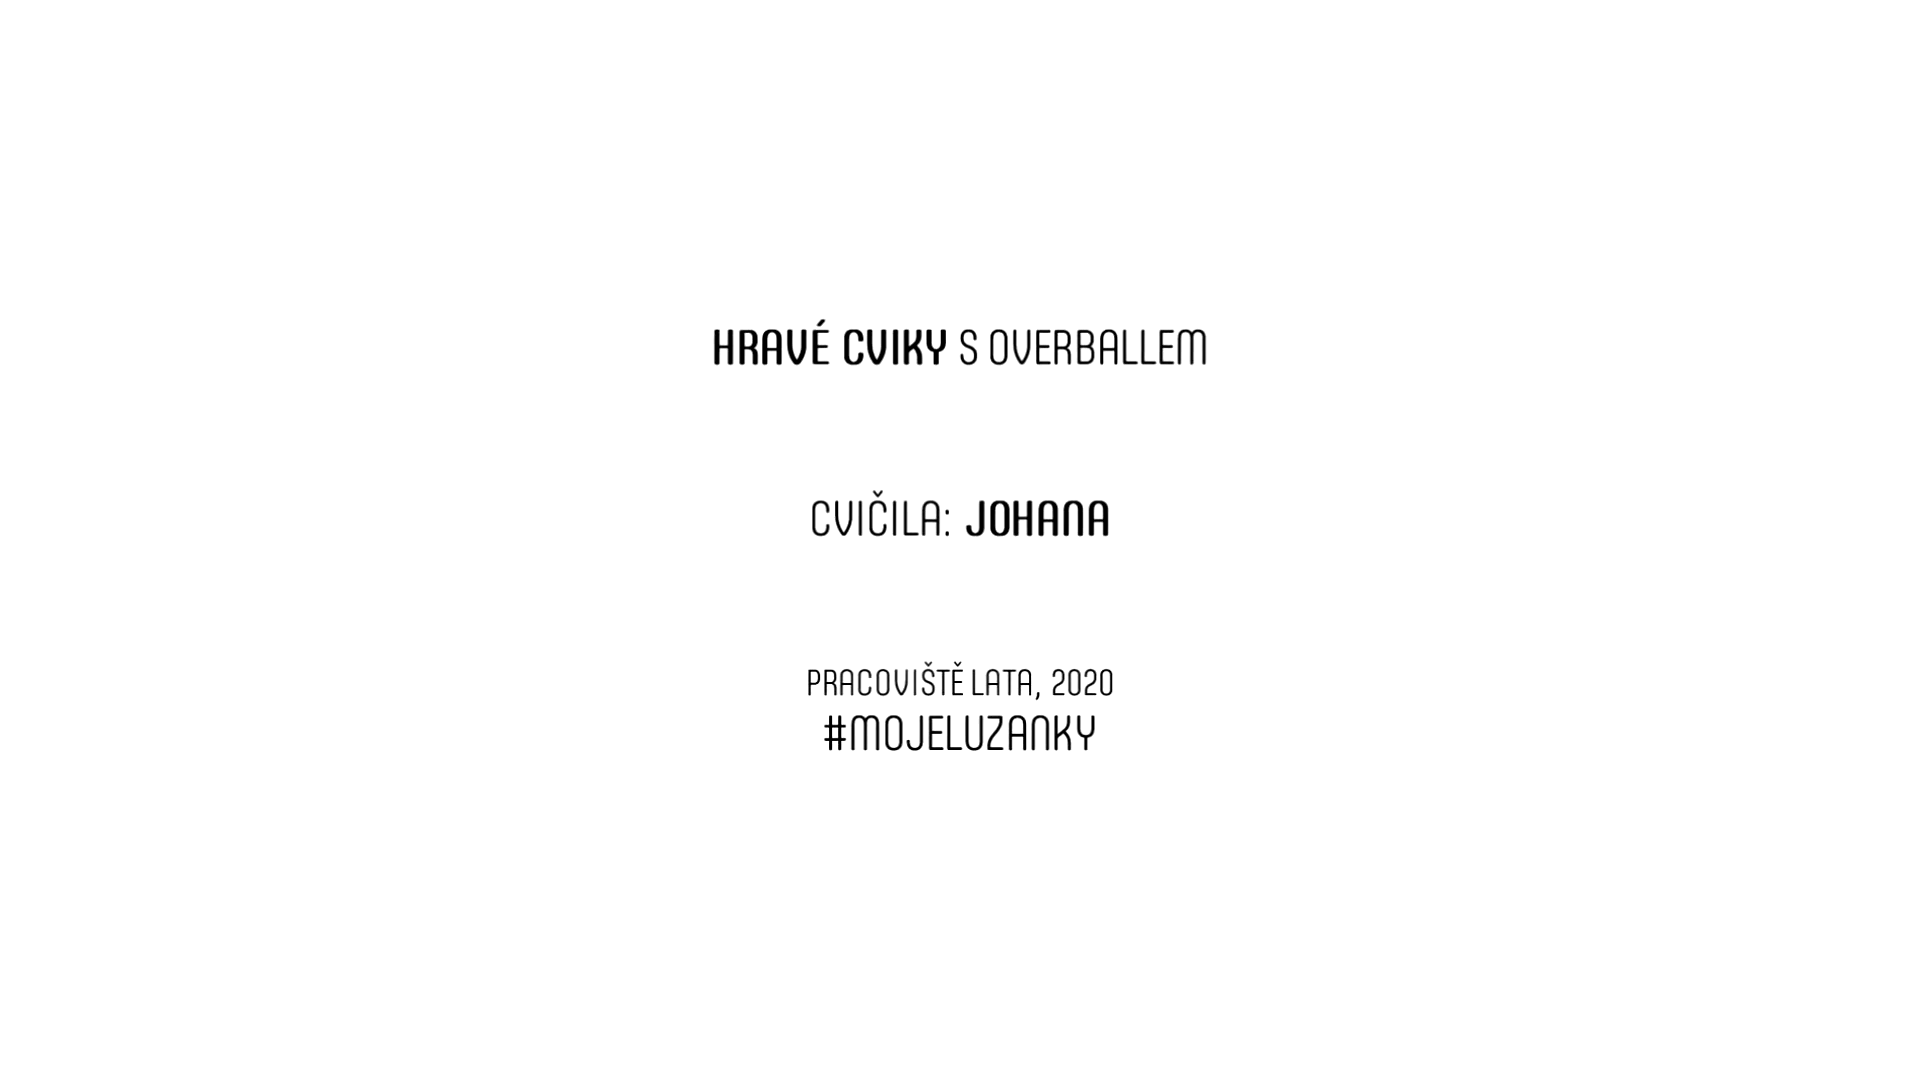 HRAVÉ CVIKY S OVERBALLEM
CVIČILA: JOHANA
PRACOVIŠTĚ LATA, 2020
#MOJELUZANKY